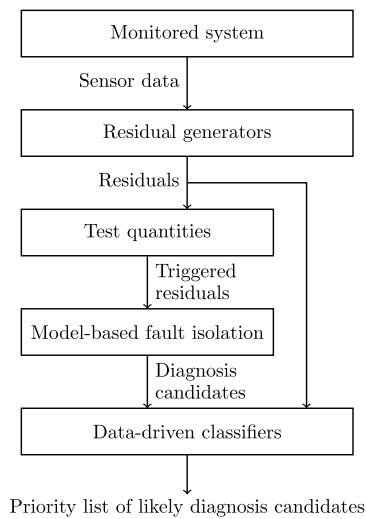 Monitored system
Sensor data
Residual generators
Residuals
Test quantities
Triggered
residuals
Model-based fault isolation
Diagnosis
candidates
Data-driven classifiers
Priority list of likely diagnosis candidates